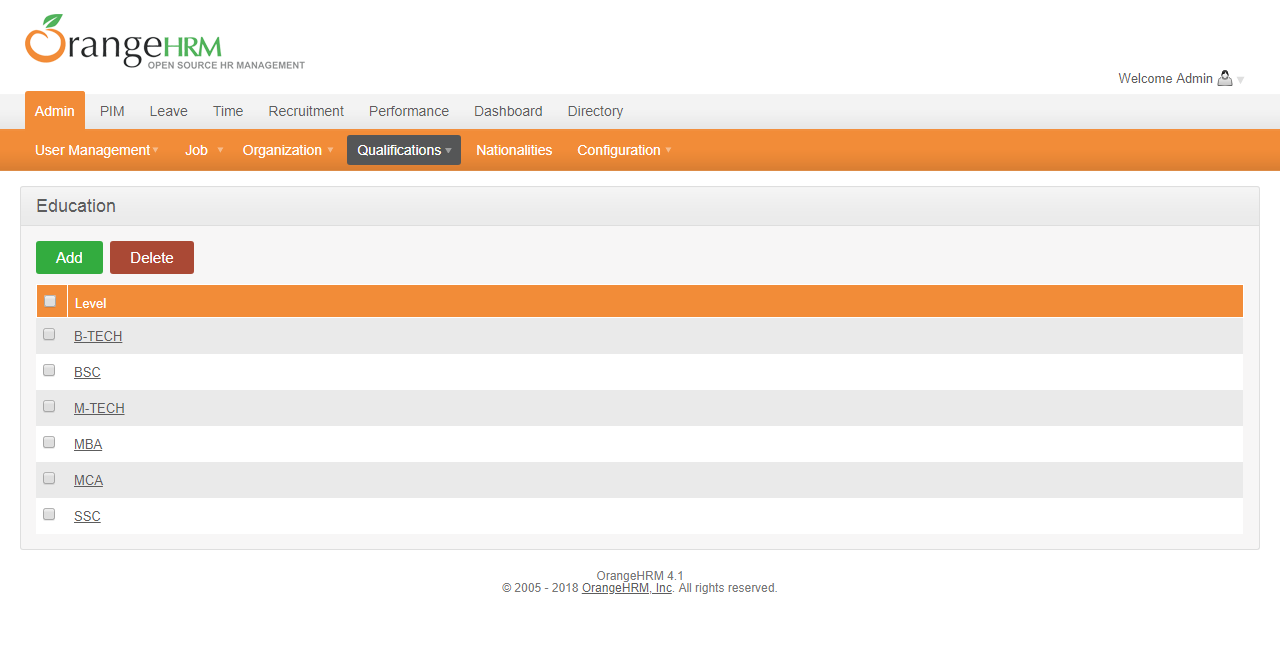 OrangeHRM
OPEN SOURCE HR MANAGEMENT
Welcome Admin
Admin PIM Leave Time Recruitment Performance Dashboard Directory
User Management Job Organization Qualifications Nationalities Configuration
Education
Add Delete
Level
B-TECH
BSC
M-TECH
MBA
MCA
SSC
OrangeHRM 4.1
© 2005 - 2018 OrangeHRM, Inc. All rights reserved.